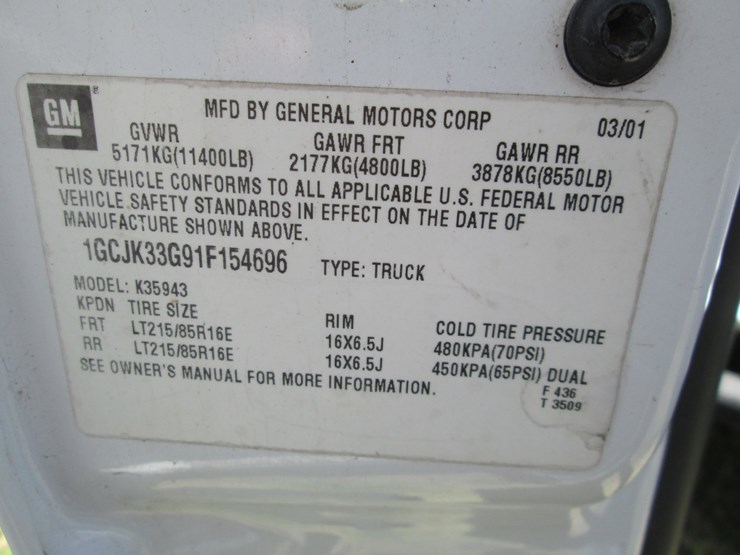 GM
MFD BY GENERAL MOTORS CORP 03/01
GVWR GAWR FRT GAWR RR
5171KG(11400LB) 2177KG(4800LB) 3878KG(8550LB)
THIS VEHICLE CONFORMS TO ALL APPLICABLE U.S. FEDERAL MOTOR
VEHICLE SAFETY STANDARDS IN EFFECT ON THE DATE OF
MANUFACTURE SHOWN ABOVE.
1GCJK33G91F154696 TYPE: TRUCK
MODEL: K35943
KPDN TIRE SIZE RIM COLD TIRE PRESSURE
FRT LT215/85R16E 16X6.5J 480KPA(70PSI)
RR LT215/85R16E 16X6.5J 450KPA(65PSI) DUAL
SEE OWNER'S MANUAL FOR MORE INFORMATION.
F 436
T 3509